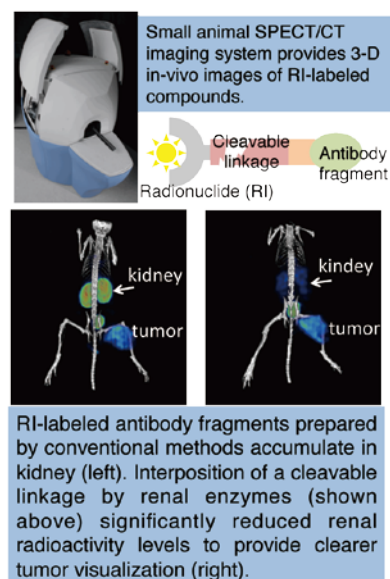 Small animal SPECT/CT
imaging system provides 3-D
in-vivo images of RI-labeled
compounds.
Cleavable
linkage
Antibody
fragment
Radionuclide (RI)
kidney
tumor
kindey
tumor
RI-labeled antibody fragments prepared
by conventional methods accumulate in
kidney (left). Interposition of a cleavable
linkage by renal enzymes (shown
above) significantly reduced renal
radioactivity levels to provide clearer
tumor visualization (right).